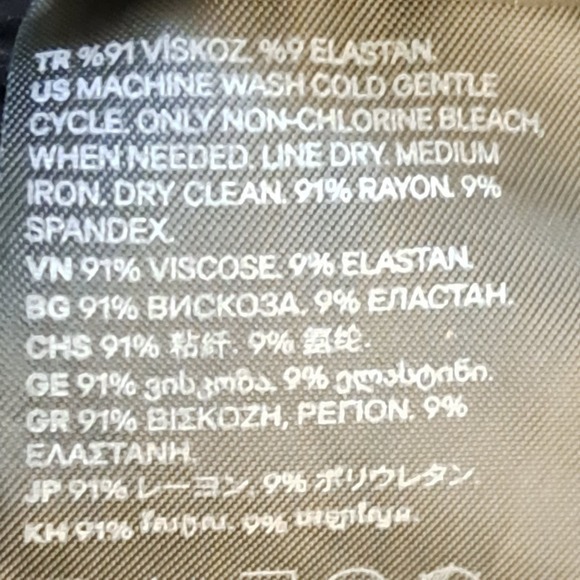 TR %91 VİSKOZ. %9 ELASTAN.
US MACHINE WASH COLD GENTLE
CYCLE. ONLY NON-CHLORINE BLEACH,
WHEN NEEDED. LINE DRY. MEDIUM
IRON. DRY CLEAN. 91% RAYON. 9%
SPANDEX.
VN 91% VISCOSE. 9% ELASTAN.
BG 91% ВИСКОЗА. 9% ЕЛАСТАН.
CHS 91% 粘纤. 9% 氨纶.
GE 91% ვისკოზა. 9% ელასტინი.
GR 91% ΒΙΣΚΟΖΗ, ΡΕΓΙΟΝ. 9%
ΕΛΑΣΤΑΝΗ.
JP 91% レーヨン. 9% ポリウレタン.
KH 91% 9%